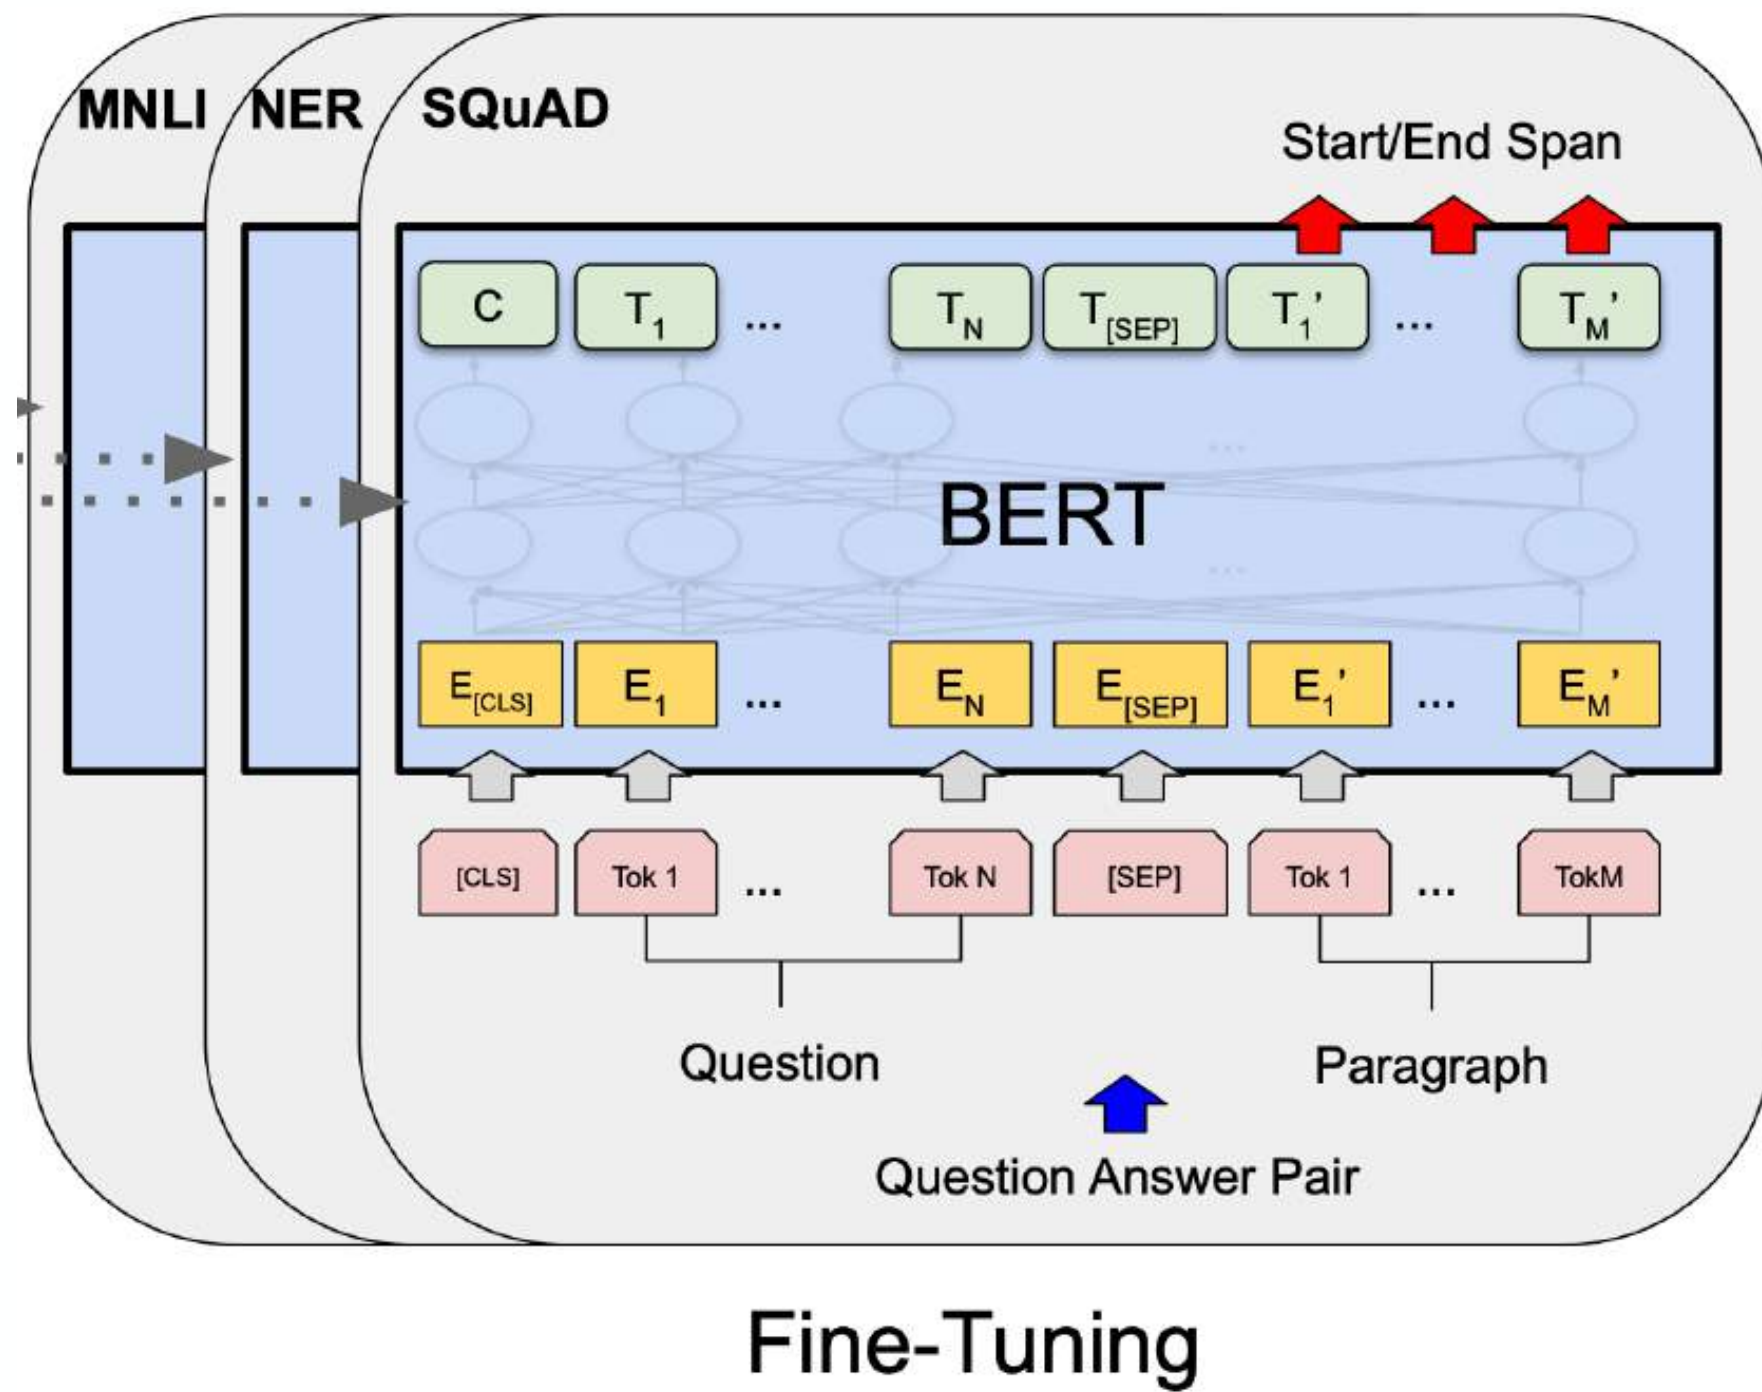 MNLI NER SQuAD
Start/End Span
C T1 ... TN T[SEP] T1’ ... TM’
...
BERT
...
E[CLS] E1 ... EN E[SEP] E1’ ... EM’
[CLS] Tok 1 ... Tok N [SEP] Tok 1 ... TokM
Question Paragraph
Question Answer Pair
Fine-Tuning